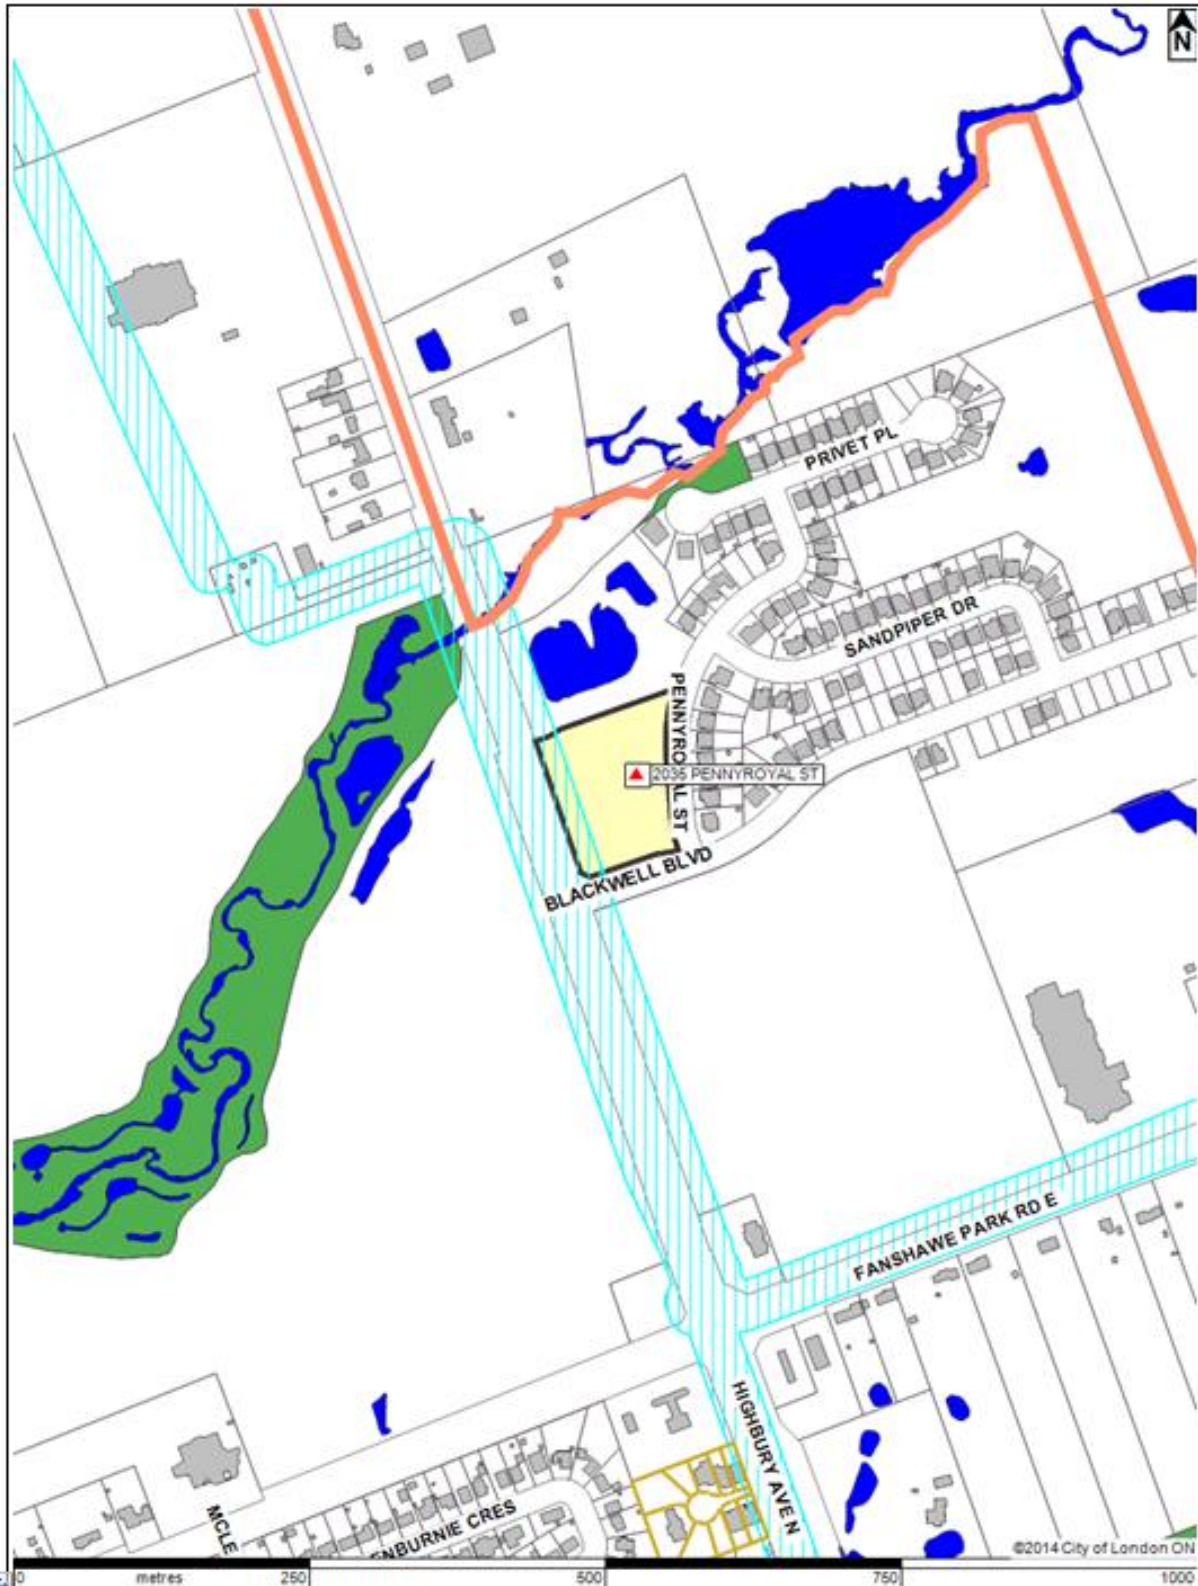 N
PRIVET PL
SANDPIPER DR
PENNYROYAL ST
2035 PENNYROYAL ST
BLACKWELL BLVD
FANSHAWE PARK RD E
HIGHBURY AVE N
MCLE
ENBURNIE CRES
©2014 City of London ON
0 metres 250 500 750 1000